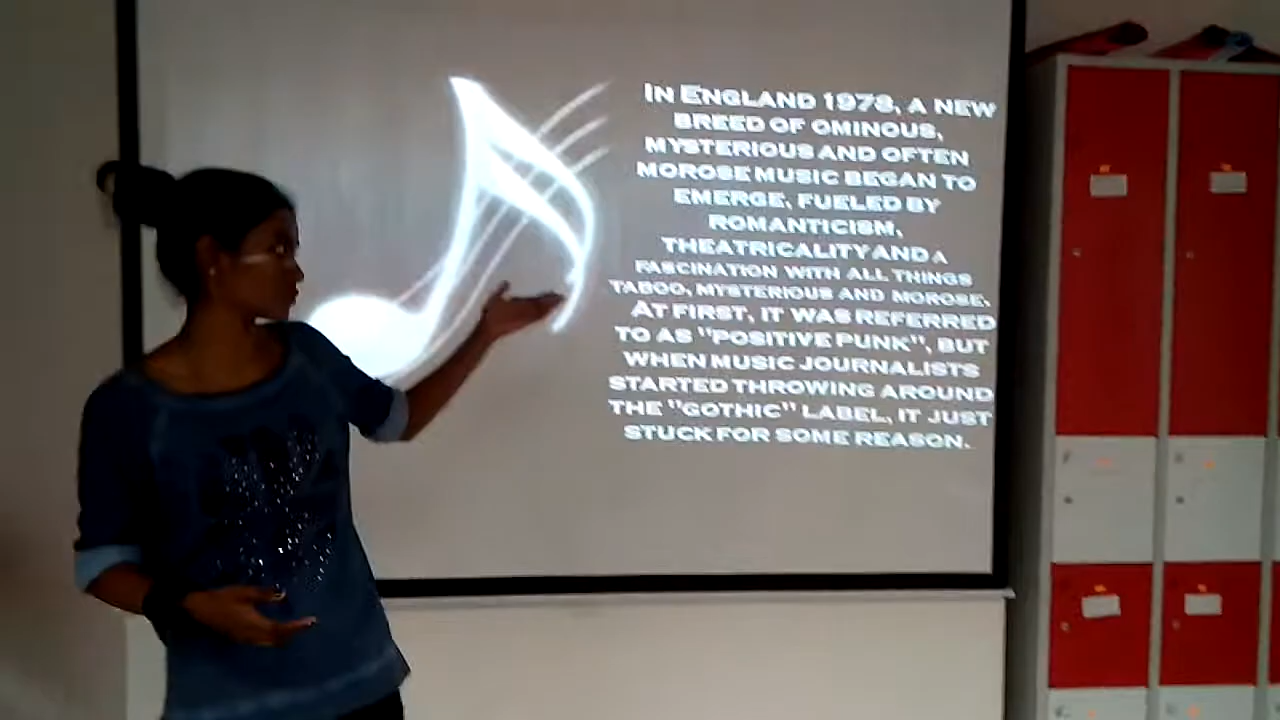 IN ENGLAND 1978, A NEW
BREED OF OMINOUS,
MYSTERIOUS AND OFTEN
MOROSE MUSIC BEGAN TO
EMERGE, FUELED BY
ROMANTICISM,
THEATRICALITY AND A
FASCINATION WITH ALL THINGS
TABOO, MYSTERIOUS AND MOROSE.
AT FIRST, IT WAS REFERRED
TO AS "POSITIVE PUNK", BUT
WHEN MUSIC JOURNALISTS
STARTED THROWING AROUND
THE "GOTHIC" LABEL, IT JUST
STUCK FOR SOME REASON.